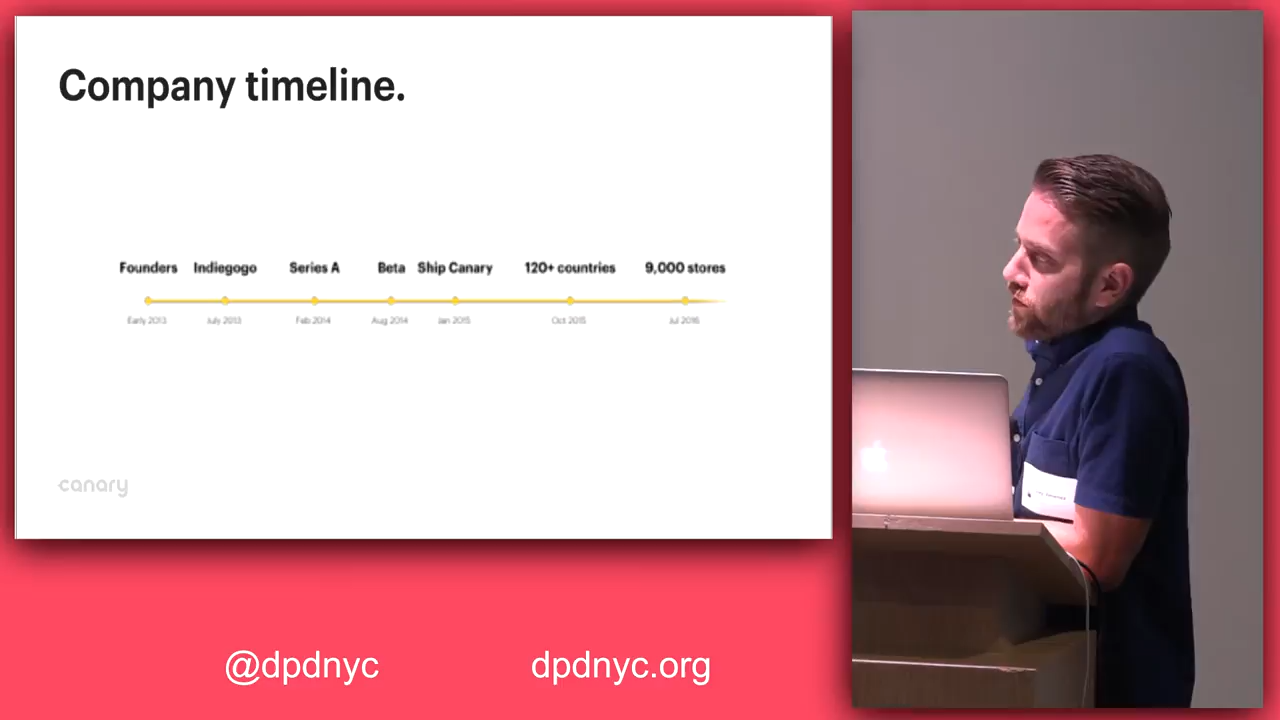 Company timeline.
Founders Indiegogo Series A Beta Ship Canary 120+ countries 9,000 stores
Early 2013 July 2013 Feb 2014 Aug 2014 Jan 2015 Oct 2015 Jul 2016
canary
@dpdnyc dpdnyc.org